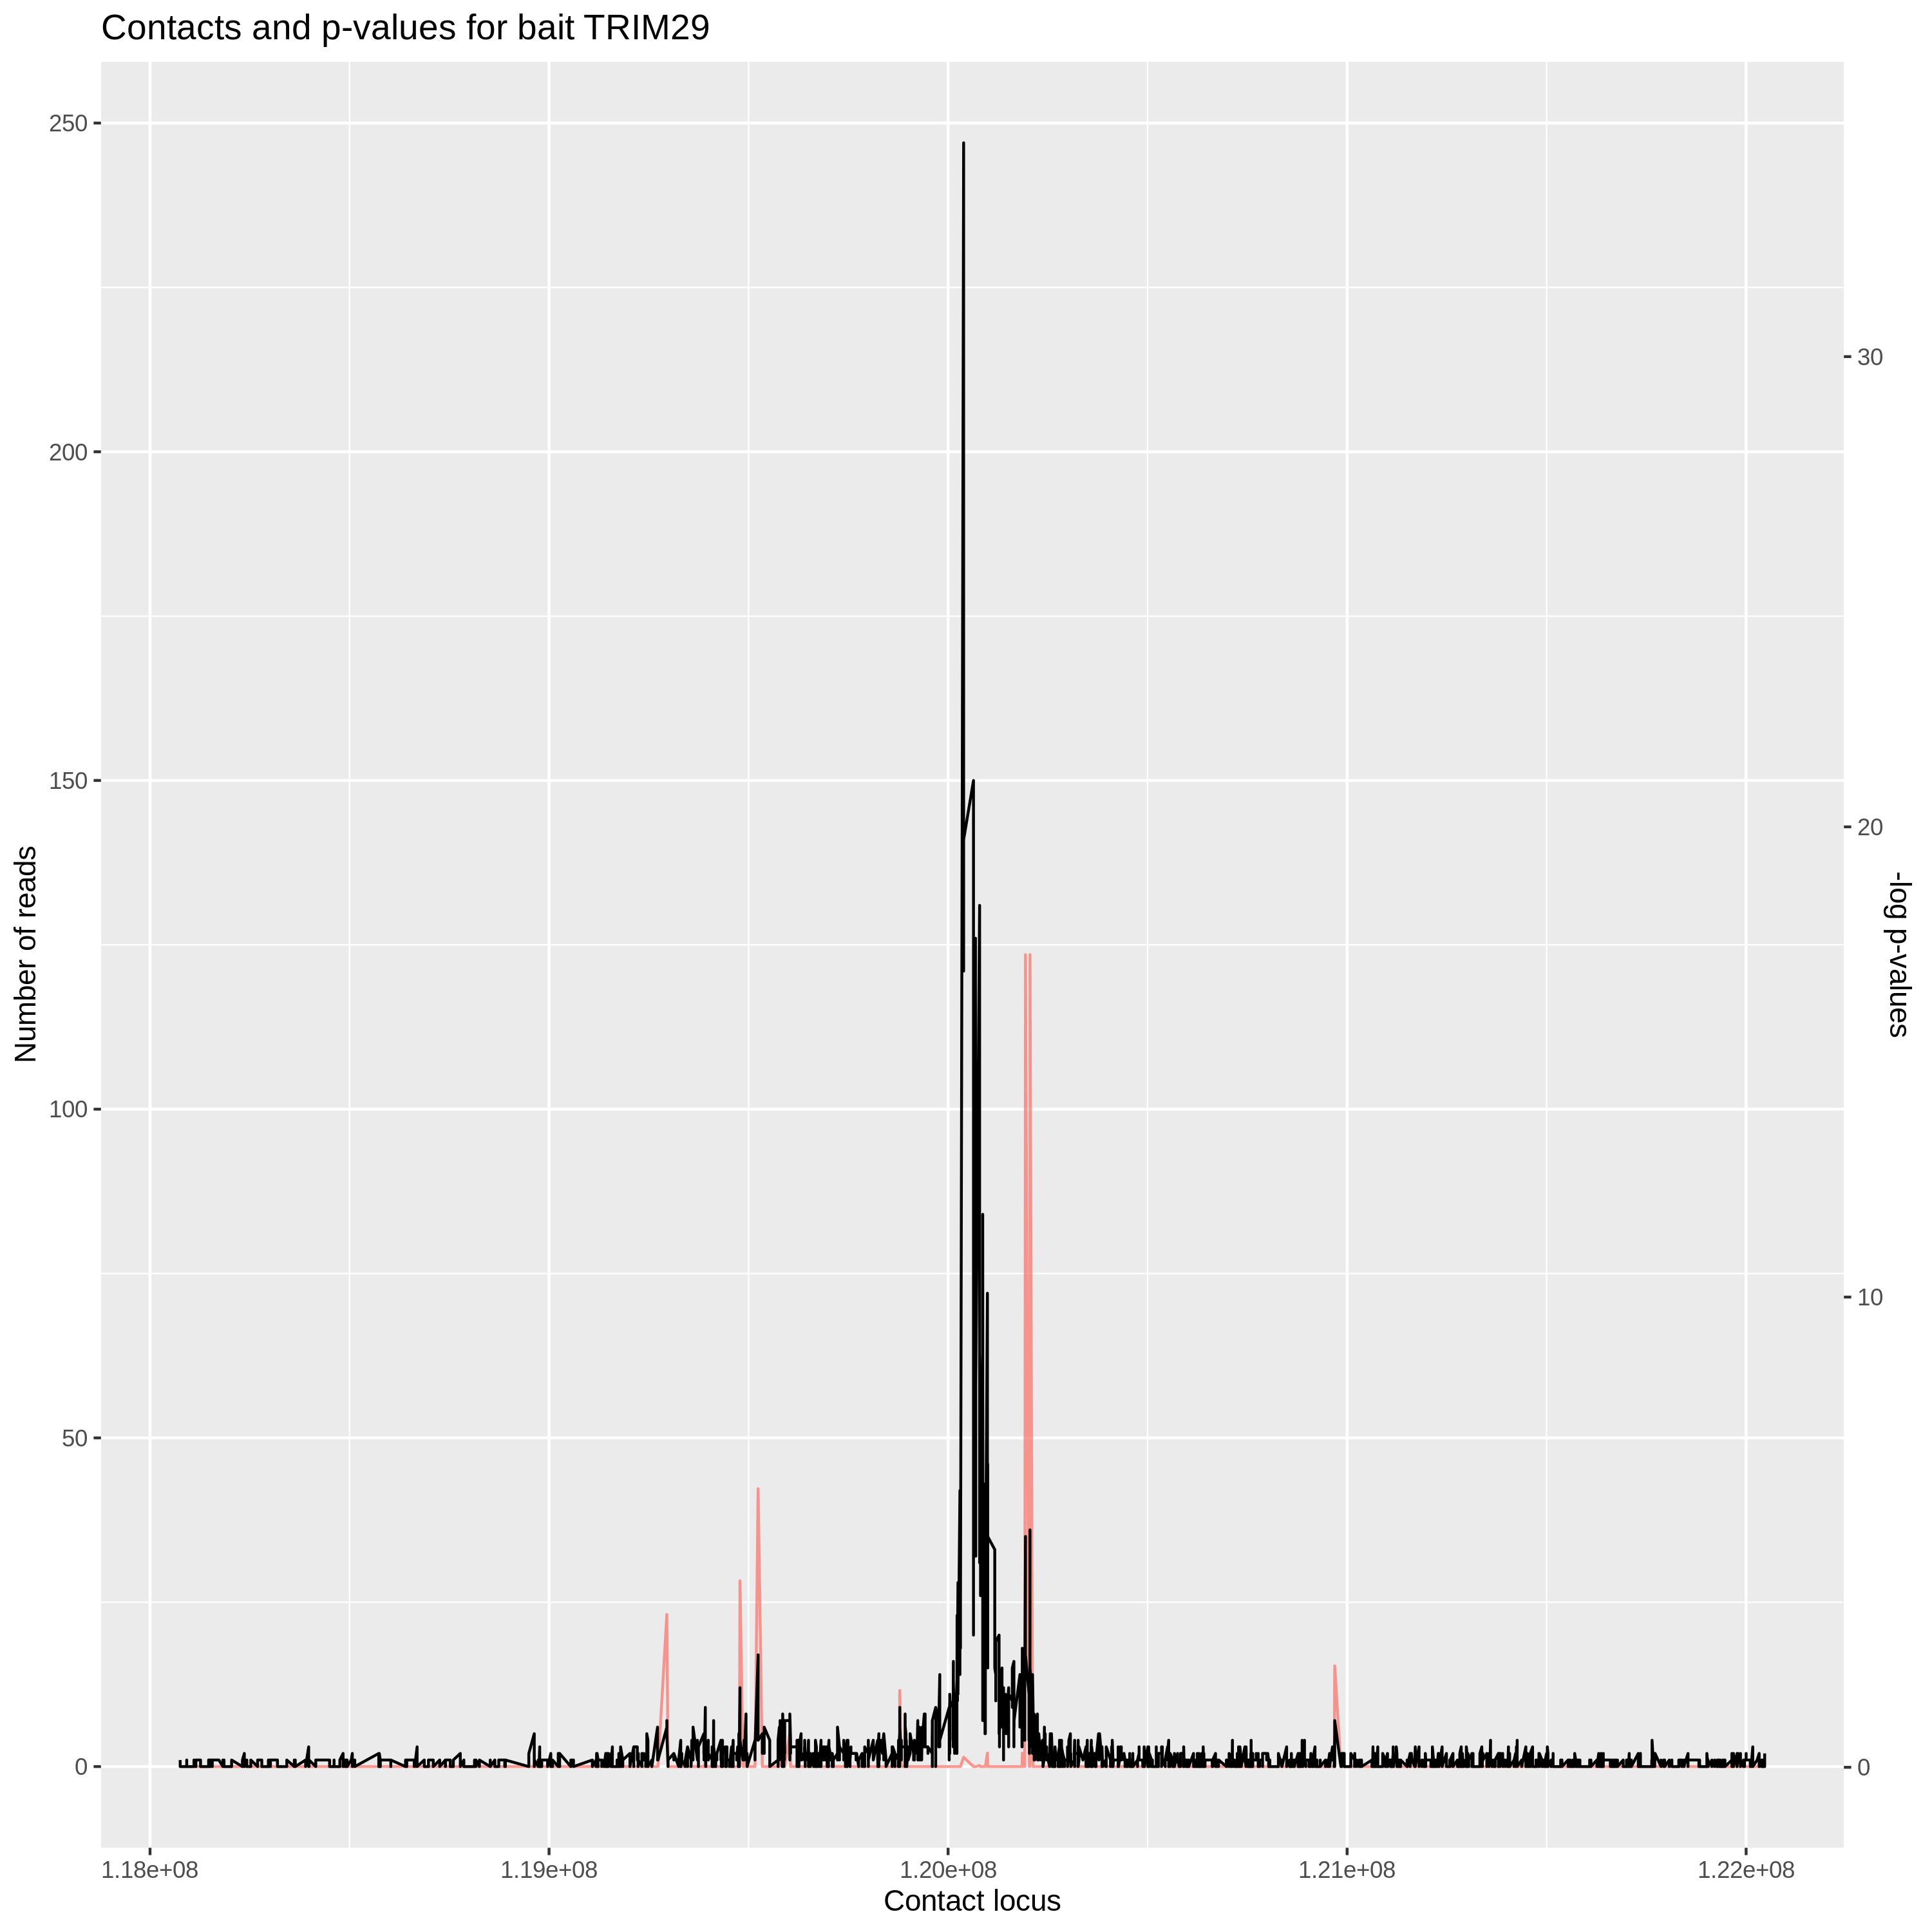 Contacts and p-values for bait TRIM29
250
200
150
100
50
0
Number of reads
30
20
10
0
-log p-values
1.18e+08 1.19e+08 1.20e+08 1.21e+08 1.22e+08
Contact locus